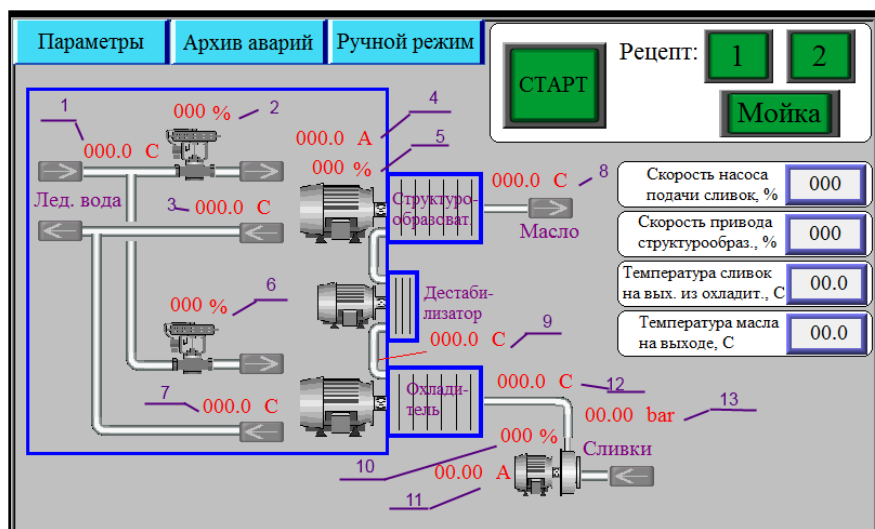 Параметры
Архив аварий
Ручной режим
СТАРТ
Рецепт:
1
2
Мойка
1
000 %
2
4
000.0 A
5
000.0 C
000 %
000.0 C
8
Лед. вода
3
000.0 C
Структуро-
образоват.
Масло
Скорость насоса
подачи сливок, %
000
Скорость привода
структурообраз., %
000
Температура сливок
на вых. из охладит., С
00.0
Температура масла
на выходе, С
00.0
6
000 %
Дестаби-
лизатор
000.0 C
9
7
000.0 C
Охлади-
тель
000.0 C
12
00.00 bar
13
000 %
10
Сливки
00.00 A
11